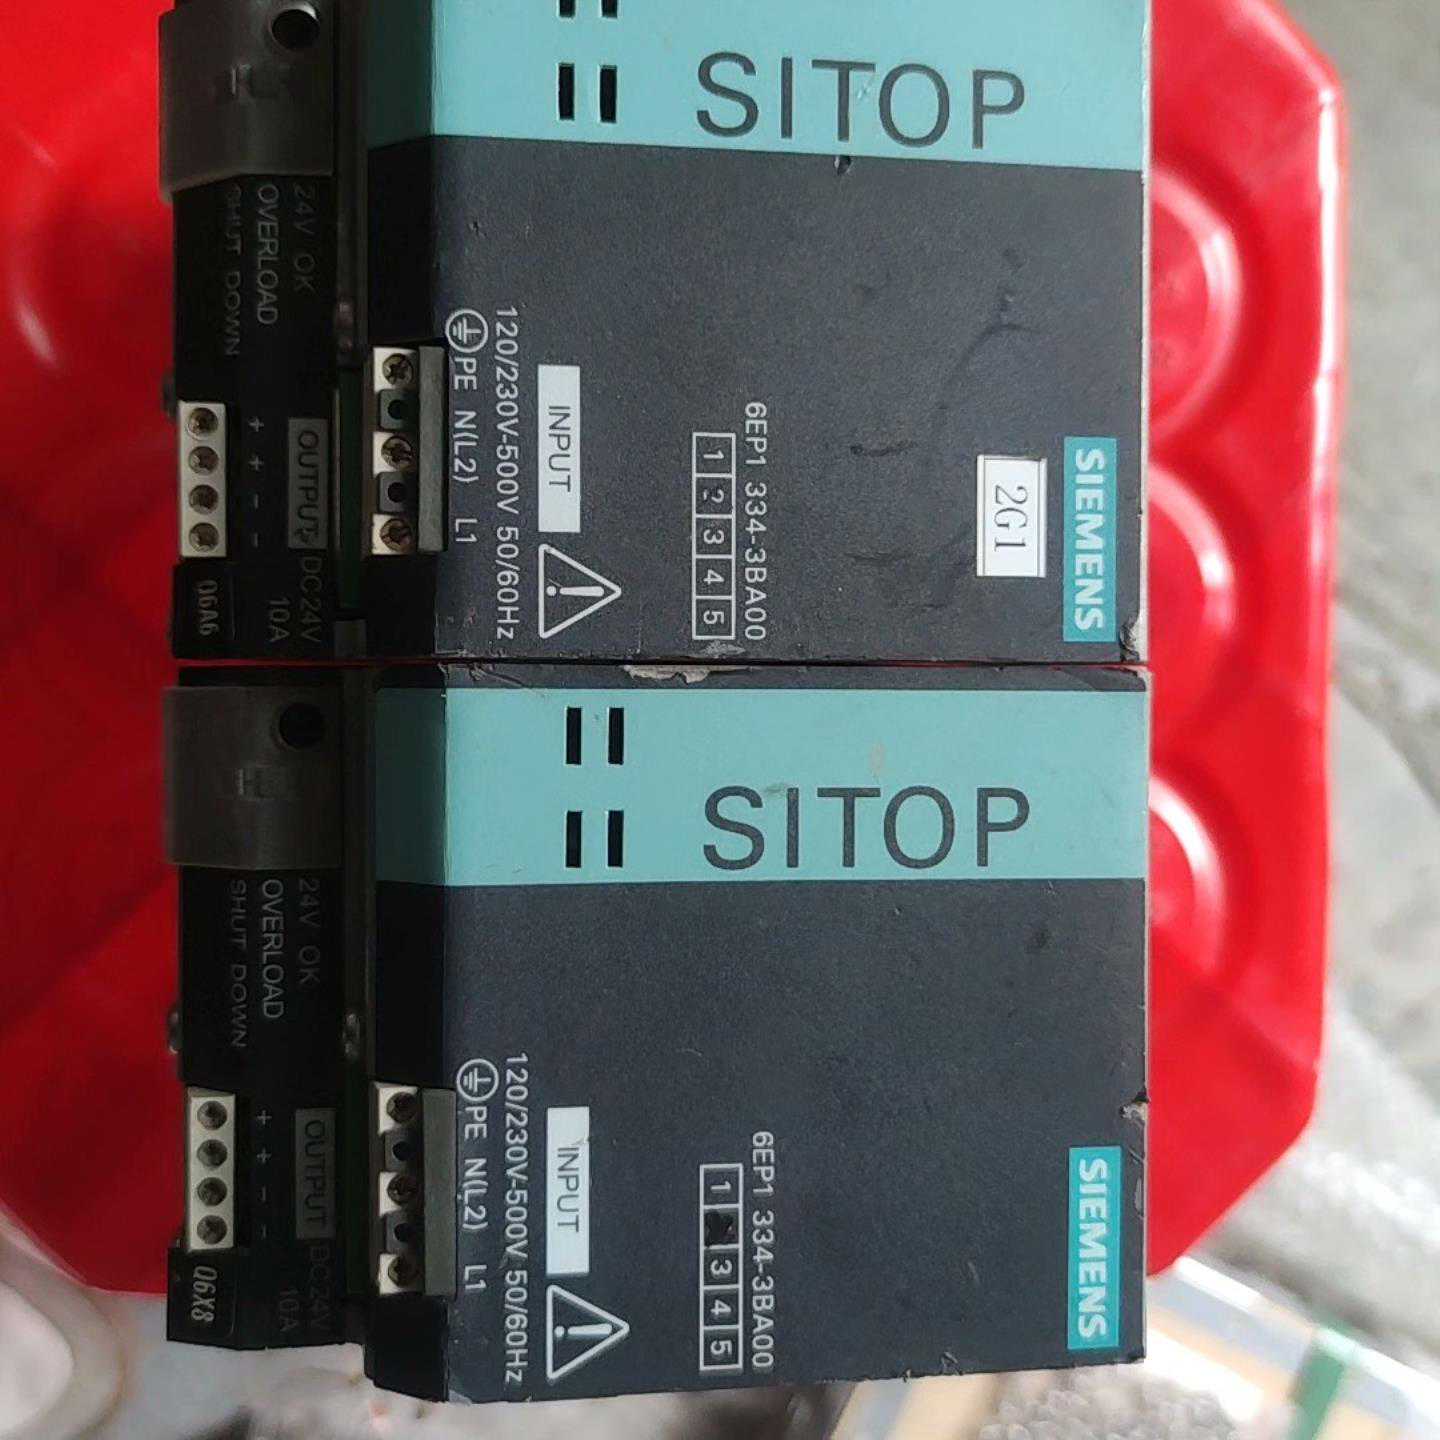 SITOP
24V OK
OVERLOAD
SHUT DOWN
120/230V-500V 50/60Hz
PE N(L2) L1
INPUT
6EP1 334-3BA00
1 2 3 4 5
2G1
SIEMENS
+ + - -
OUTPUT DC24V
10A
06A6
SITOP
24V OK
OVERLOAD
SHUT DOWN
120/230V-500V 50/60Hz
PE N(L2) L1
INPUT
6EP1 334-3BA00
1 3 4 5
SIEMENS
+ + - -
OUTPUT DC24V
10A
06X8